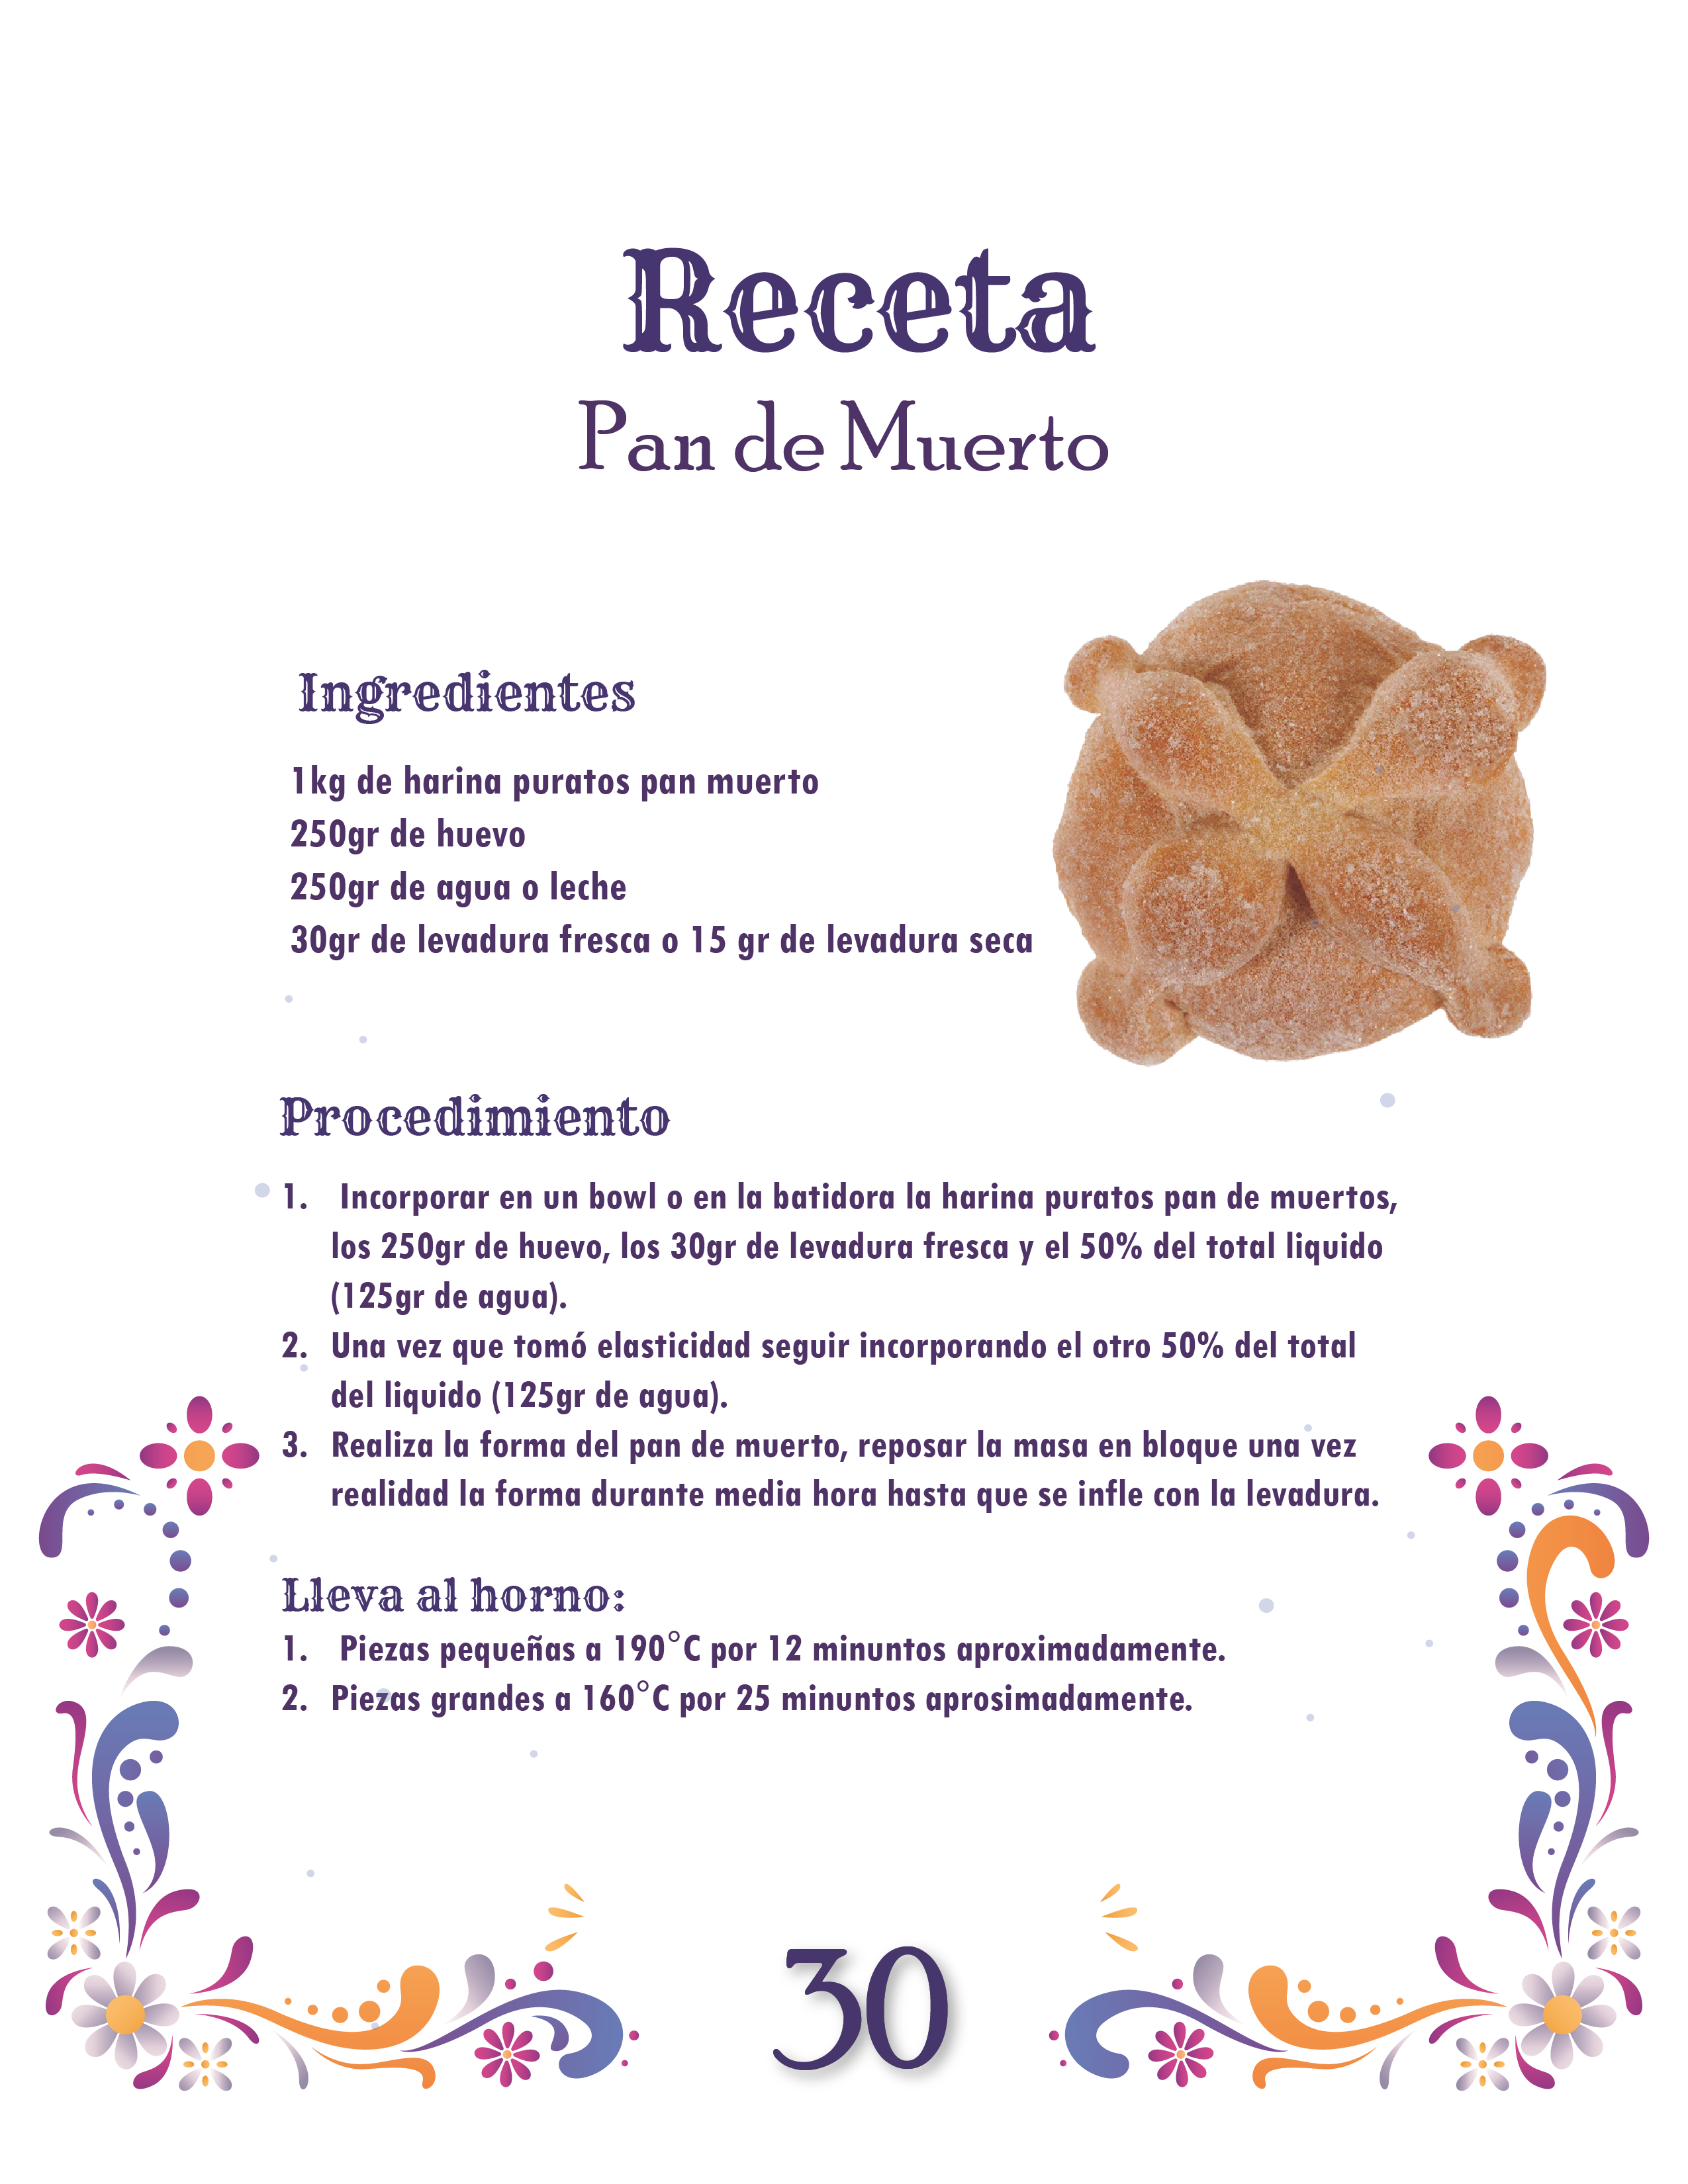 Receta
Pan de Muerto
Ingredientes
1kg de harina puratos pan muerto
250gr de huevo
250gr de agua o leche
30gr de levadura fresca o 15 gr de levadura seca
Procedimiento
1. Incorporar en un bowl o en la batidora la harina puratos pan de muertos,
los 250gr de huevo, los 30gr de levadura fresca y el 50% del total liquido
(125gr de agua).
2. Una vez que tomó elasticidad seguir incorporando el otro 50% del total
del liquido (125gr de agua).
3. Realiza la forma del pan de muerto, reposar la masa en bloque una vez
realidad la forma durante media hora hasta que se infle con la levadura.
Lleva al horno:
1. Piezas pequeñas a 190°C por 12 minuntos aproximadamente.
2. Piezas grandes a 160°C por 25 minuntos aprosimadamente.
30